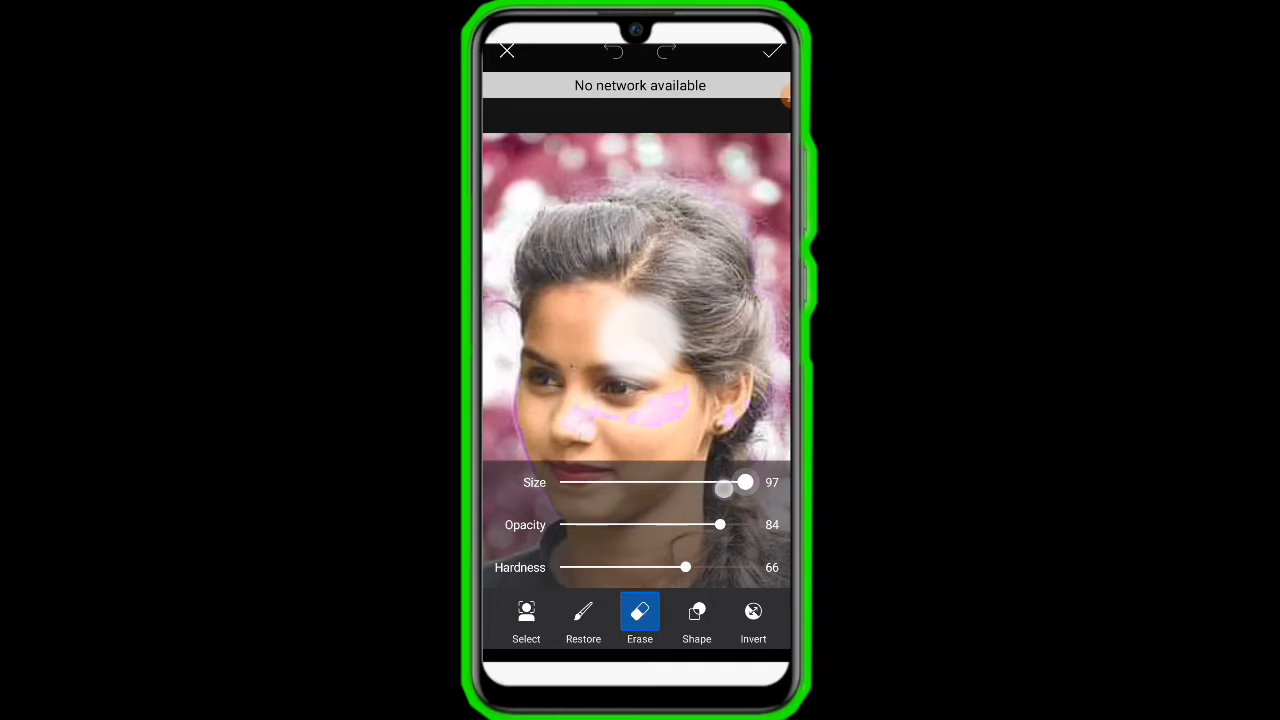 No network available
Size 97
Opacity 84
Hardness 66
Select Restore Erase Shape Invert